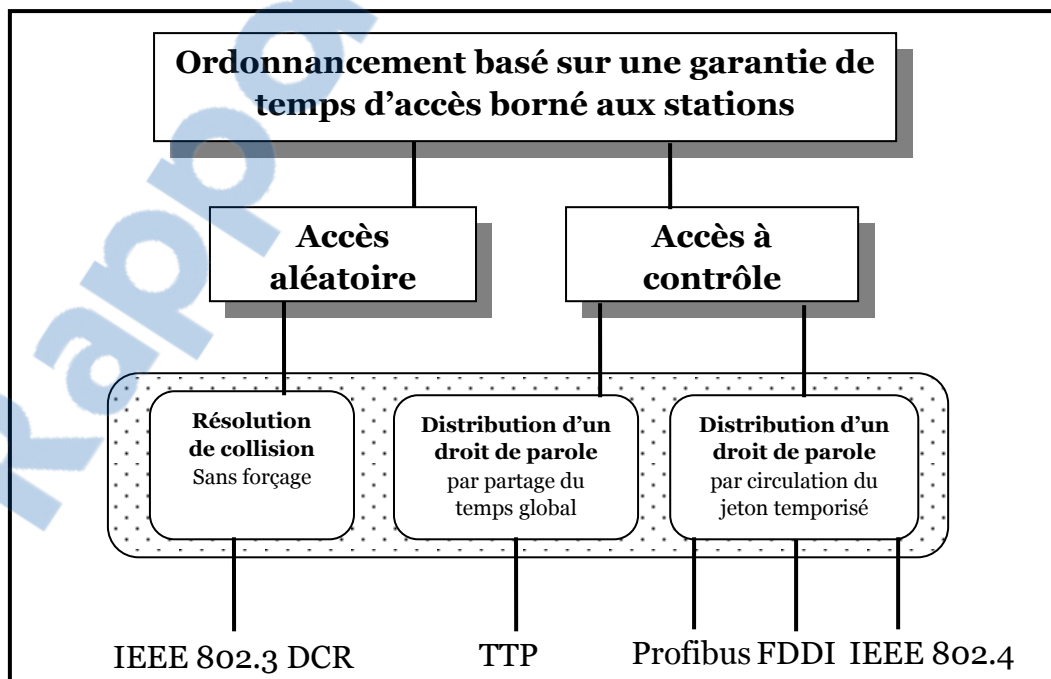 Ordonnancement basé sur une garantie de
temps d’accès borné aux stations
Accès
aléatoire
Accès à
contrôle
Résolution
de collision
Sans forçage
Distribution d’un
droit de parole
par partage du
temps global
Distribution d’un
droit de parole
par circulation du
jeton temporisé
IEEE 802.3 DCR
TTP
Profibus FDDI IEEE 802.4